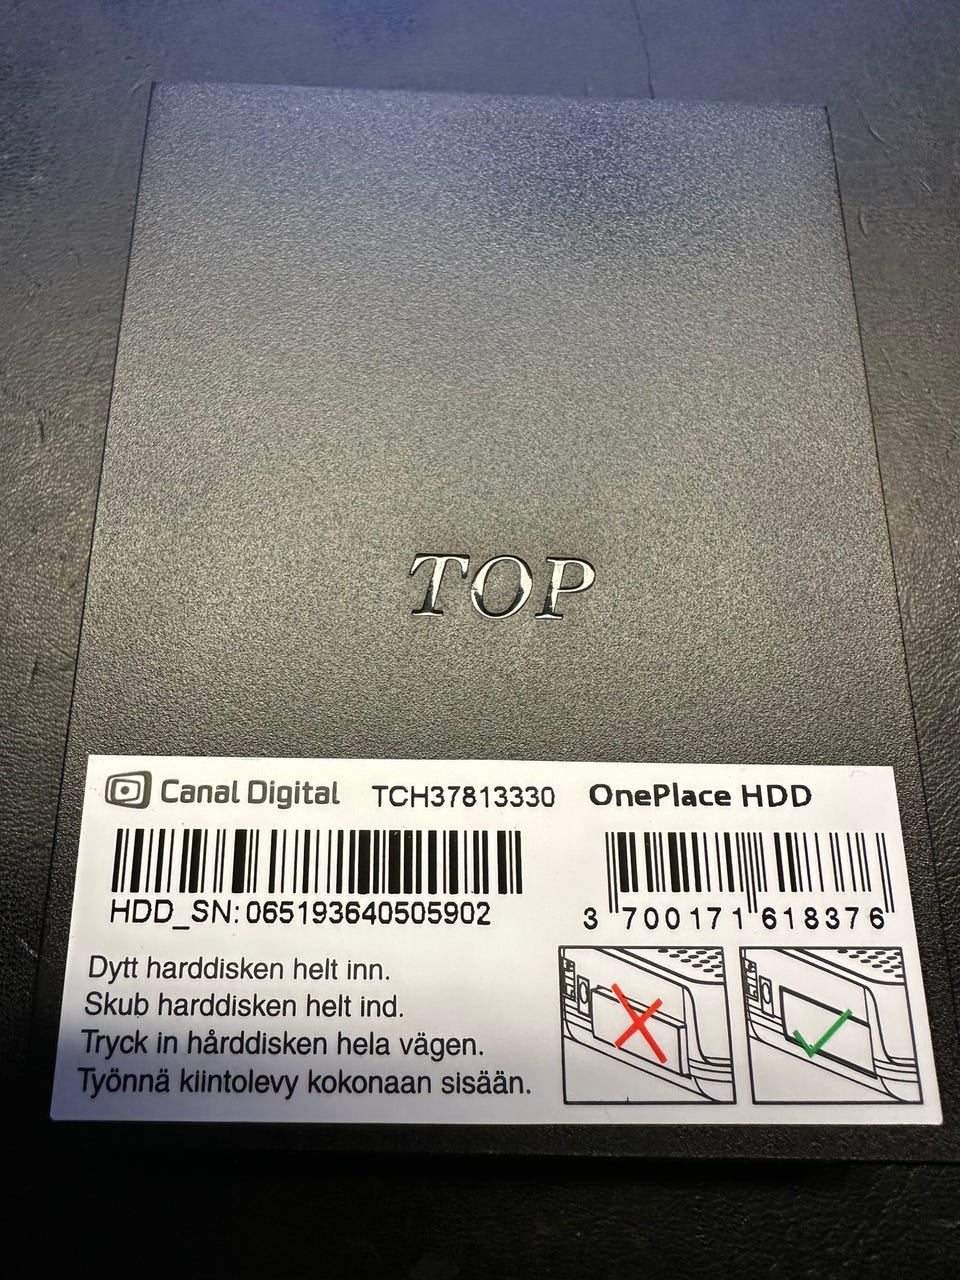 TOP
Canal Digital TCH37813330 OnePlace HDD
HDD_SN: 065193640505902
3 700171 618376
Dytt harddisken helt inn.
Skub harddisken helt ind.
Tryck in hårddisken hela vägen.
Työnnä kiintolevy kokonaan sisään.